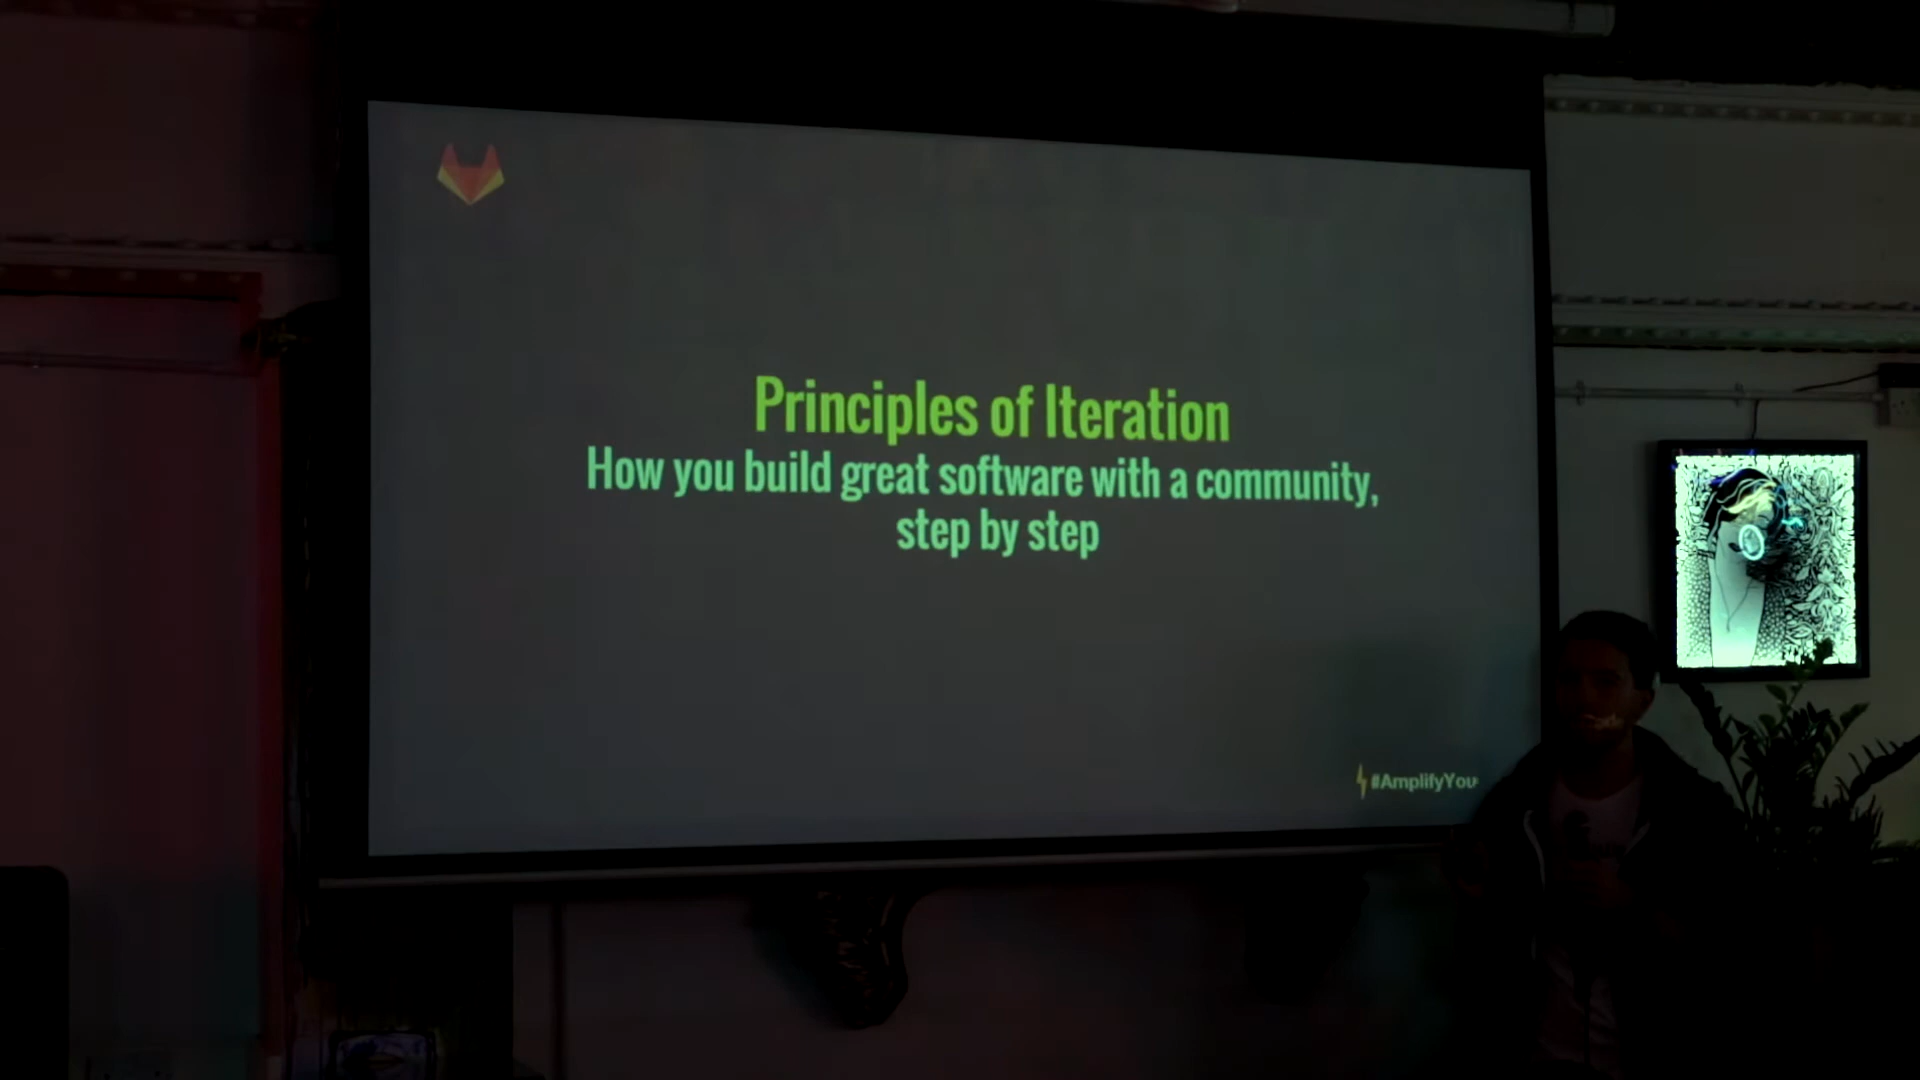 Principles of Iteration
How you build great software with a community,
step by step
#AmplifyYou